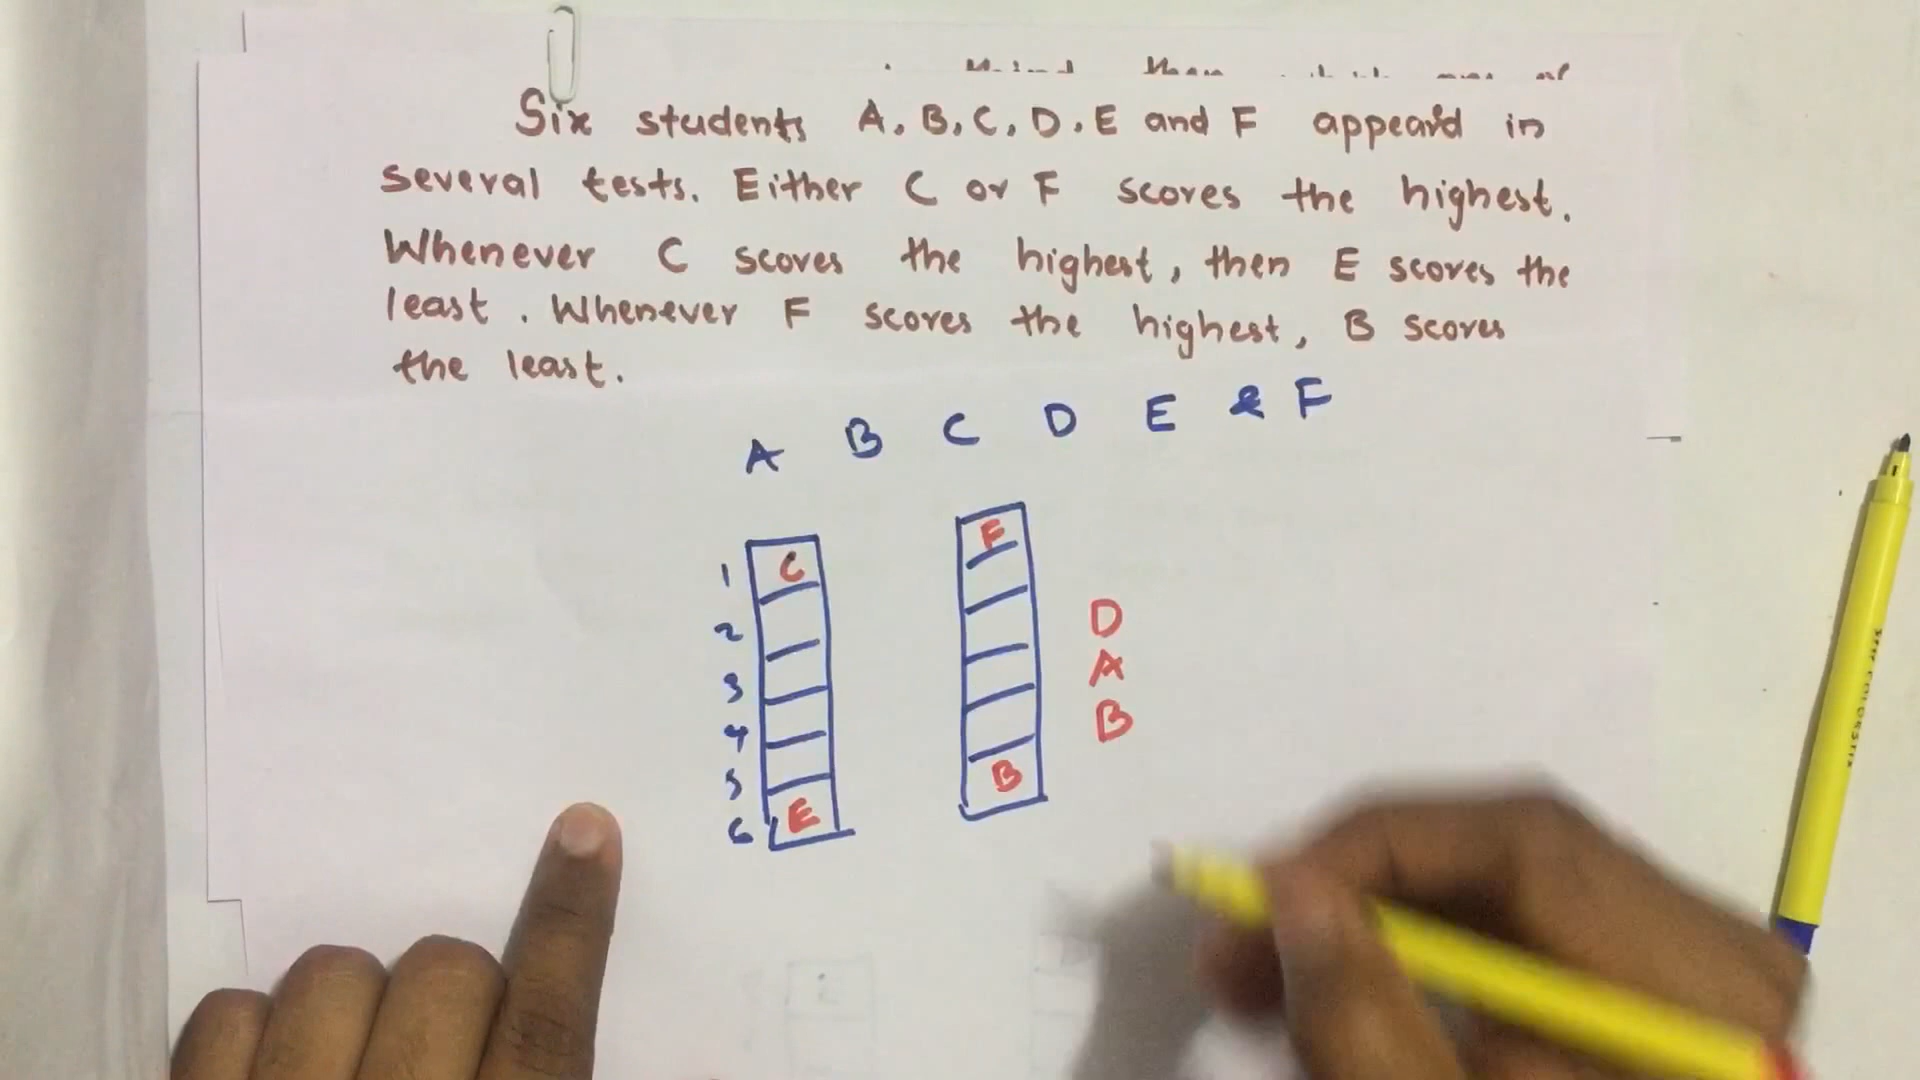 Six students A, B, C, D, E and F appear'd in
several tests. Either C or F scores the highest.
Whenever C scores the highest, then E scores the
least. Whenever F scores the highest, B scores
the least.
A B C D E & F
F
1 C
2 D
3 A
4 B
5 B
6 E